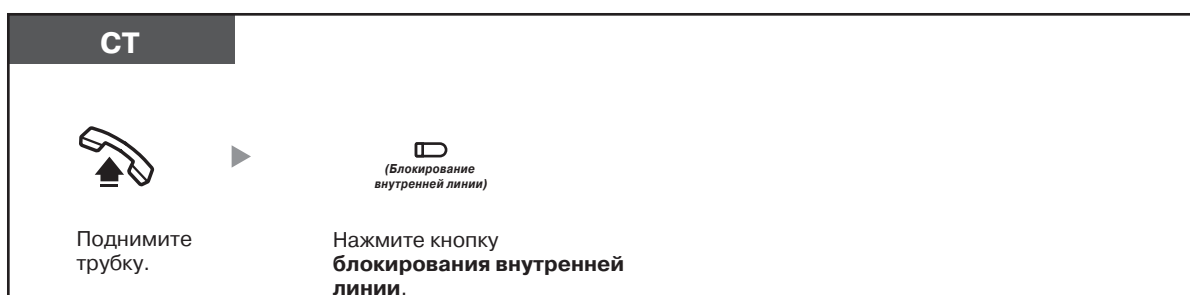 СТ
(Блокирование
внутренней линии)
Поднимите
трубку.
Нажмите кнопку
блокирования внутренней
линии.